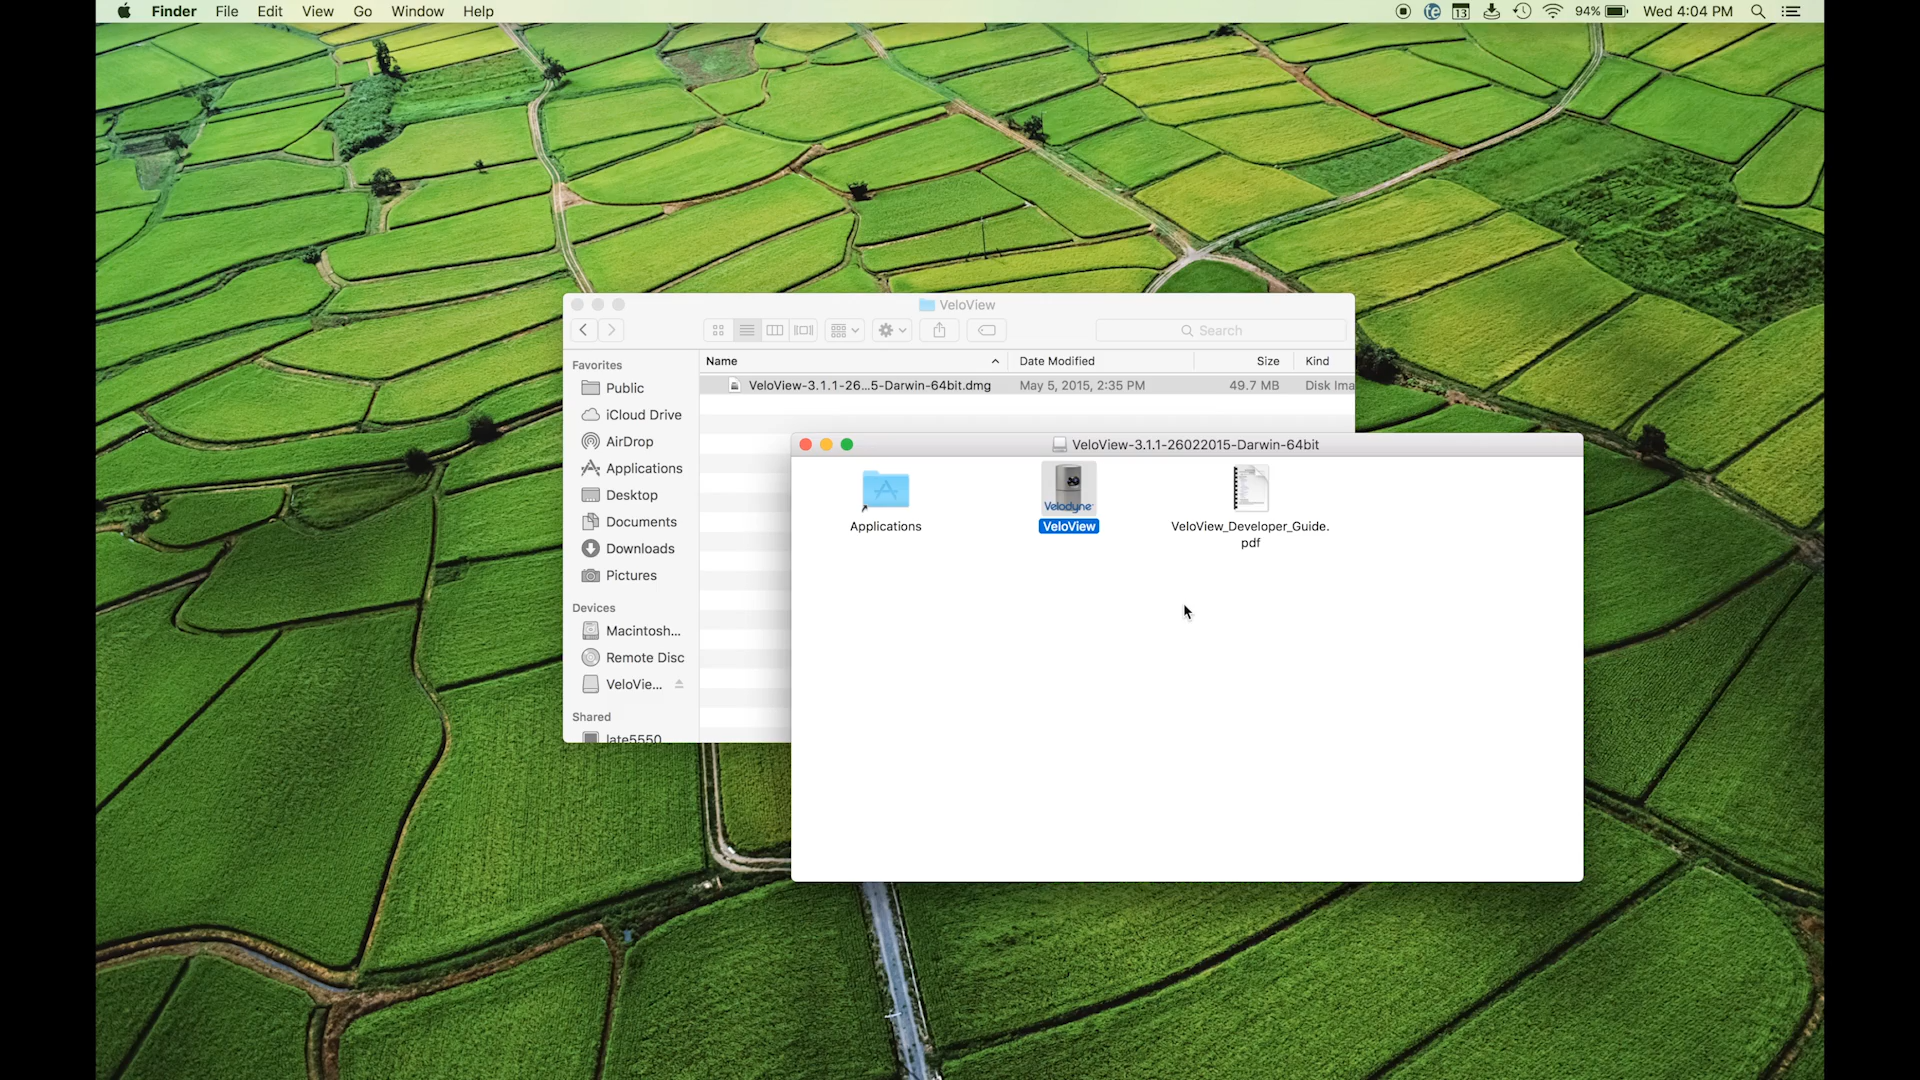 Finder File Edit View Go Window Help
13 94% Wed 4:04 PM
VeloView
Search
Name Date Modified Size Kind
VeloView-3.1.1-26...5-Darwin-64bit.dmg May 5, 2015, 2:35 PM 49.7 MB Disk Ima
Favorites
Public
iCloud Drive
AirDrop
Applications
Desktop
Documents
Downloads
Pictures
Devices
Macintosh...
Remote Disc
VeloVie...
Shared
late5550
VeloView-3.1.1-26022015-Darwin-64bit
Velodyne
Applications
VeloView
VeloView_Developer_Guide.
pdf